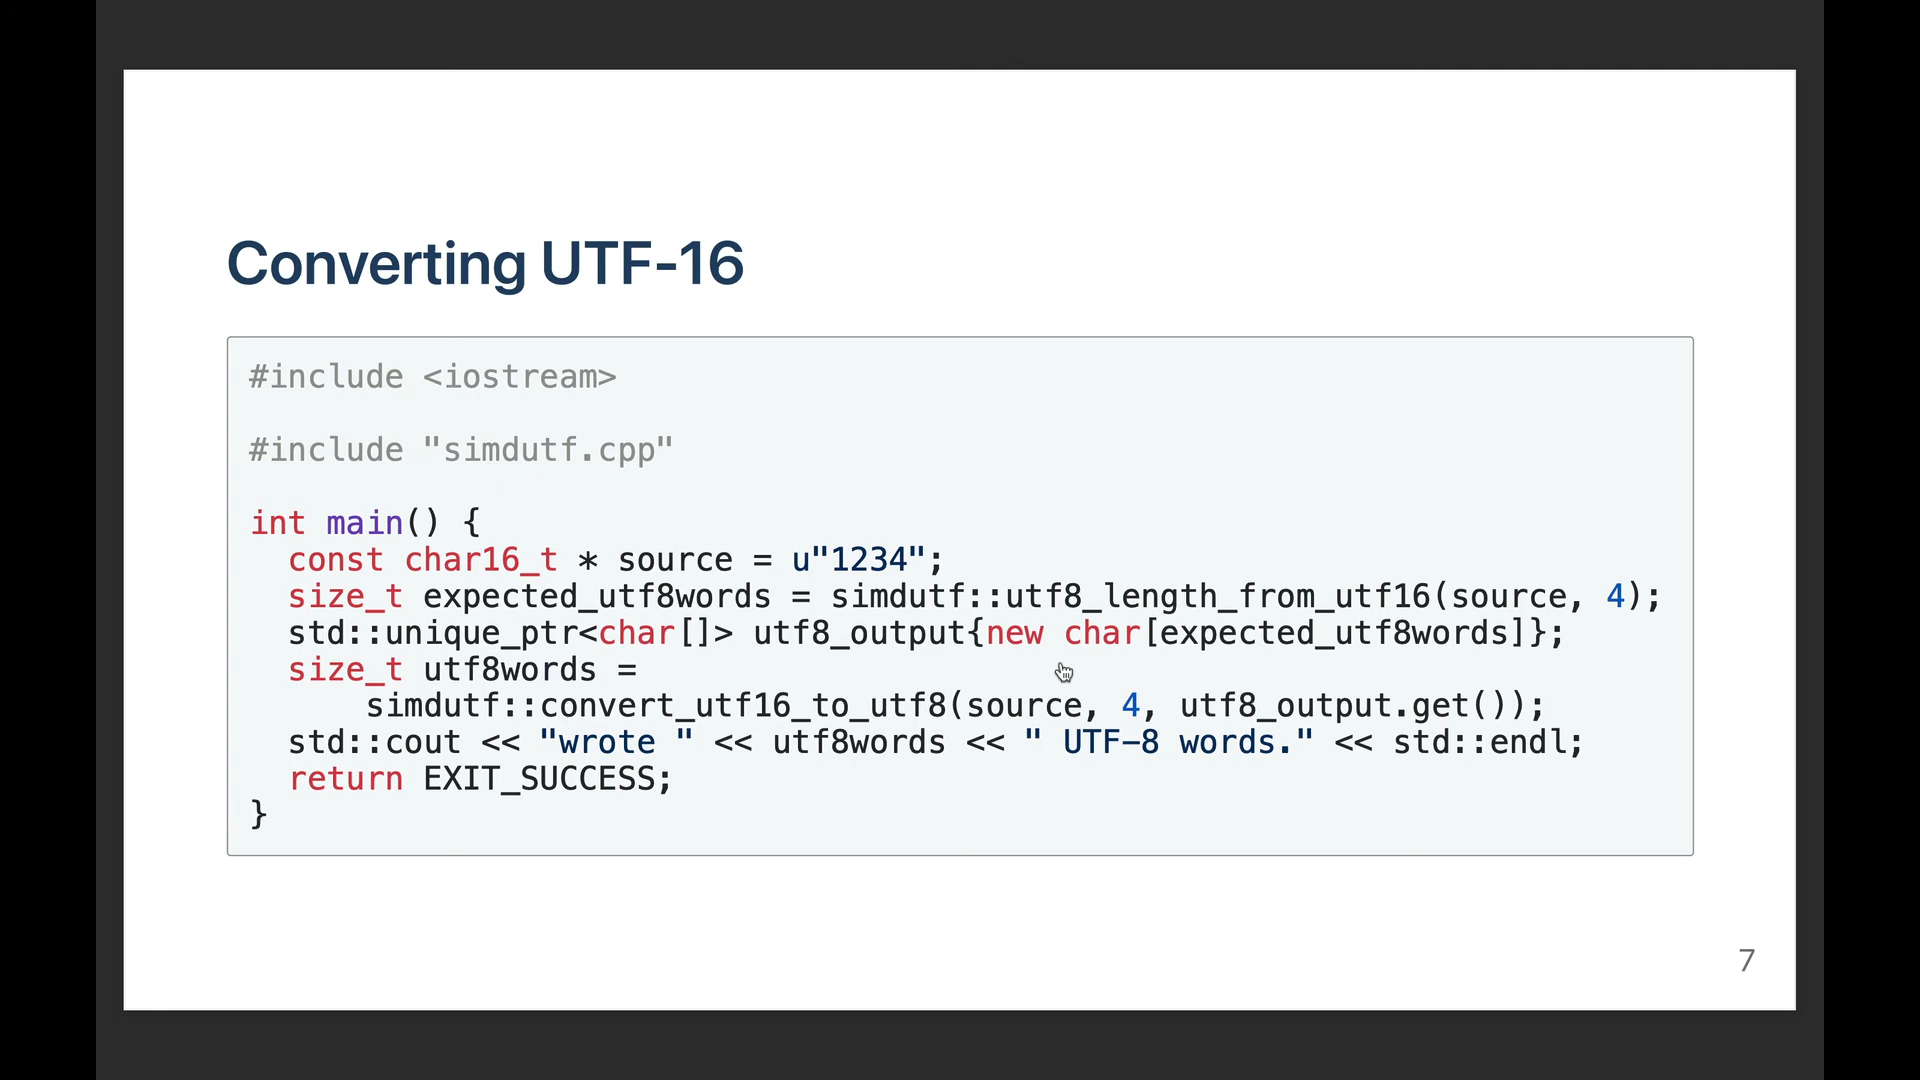 Converting UTF-16
#include <iostream>
#include "simdutf.cpp"
int main() {
  const char16_t * source = u"1234";
  size_t expected_utf8words = simdutf::utf8_length_from_utf16(source, 4);
  std::unique_ptr<char[]> utf8_output{new char[expected_utf8words]};
  size_t utf8words =
      simdutf::convert_utf16_to_utf8(source, 4, utf8_output.get());
  std::cout << "wrote " << utf8words << " UTF-8 words." << std::endl;
  return EXIT_SUCCESS;
}
7